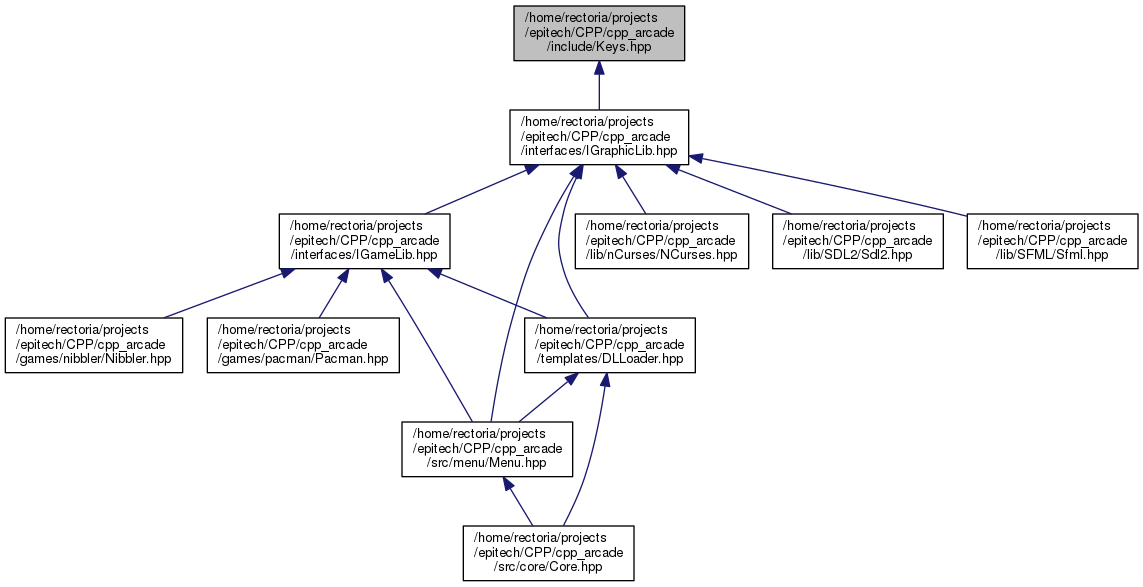 /home/rectoria/projects
/epitech/CPP/cpp_arcade
/include/Keys.hpp
/home/rectoria/projects
/epitech/CPP/cpp_arcade
/interfaces/IGraphicLib.hpp
/home/rectoria/projects
/epitech/CPP/cpp_arcade
/interfaces/IGameLib.hpp
/home/rectoria/projects
/epitech/CPP/cpp_arcade
/lib/nCurses/NCurses.hpp
/home/rectoria/projects
/epitech/CPP/cpp_arcade
/lib/SDL2/Sdl2.hpp
/home/rectoria/projects
/epitech/CPP/cpp_arcade
/lib/SFML/Sfml.hpp
/home/rectoria/projects
/epitech/CPP/cpp_arcade
/games/nibbler/Nibbler.hpp
/home/rectoria/projects
/epitech/CPP/cpp_arcade
/games/pacman/Pacman.hpp
/home/rectoria/projects
/epitech/CPP/cpp_arcade
/templates/DLLoader.hpp
/home/rectoria/projects
/epitech/CPP/cpp_arcade
/src/menu/Menu.hpp
/home/rectoria/projects
/epitech/CPP/cpp_arcade
/src/core/Core.hpp